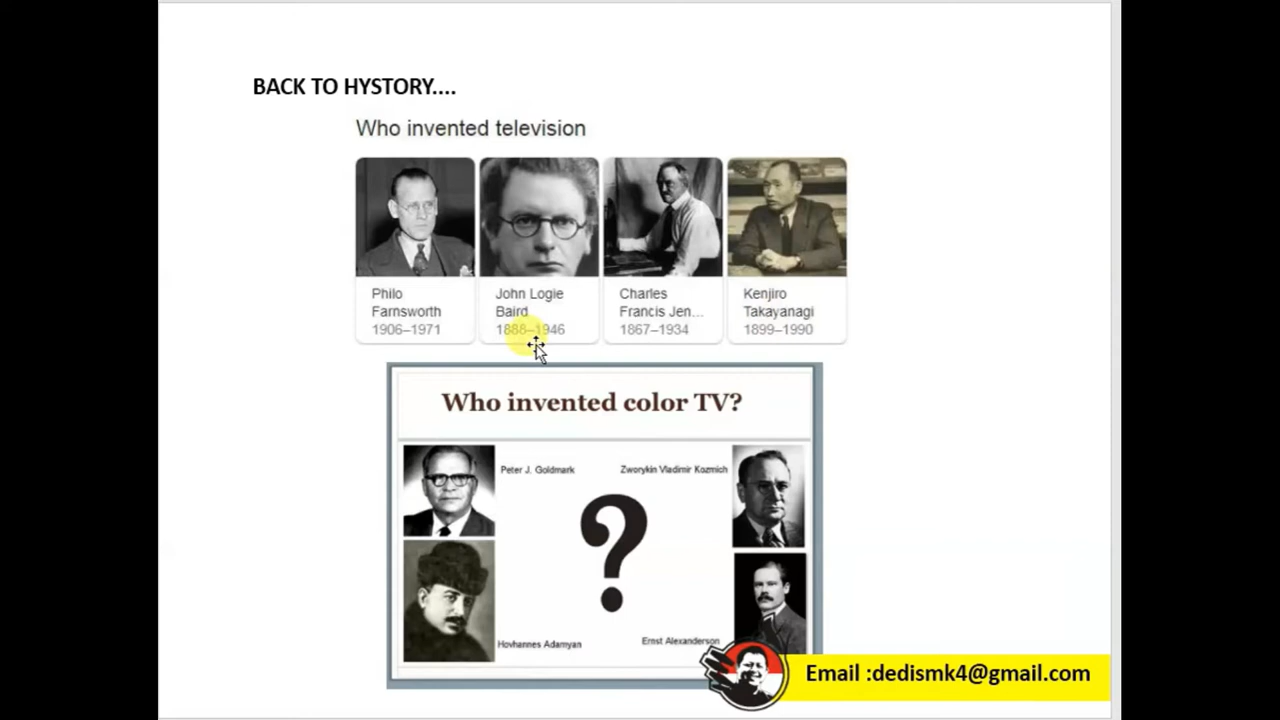 BACK TO HYSTORY....
Who invented television
Philo
Farnsworth
1906–1971
John Logie
Baird
1888–1946
Charles
Francis Jen...
1867–1934
Kenjiro
Takayanagi
1899–1990
Who invented color TV?
Peter J. Goldmark
Zworykin Vladimir Kozmich
?
Hovhannes Adamyan
Ernst Alexanderson
Email :dedismk4@gmail.com